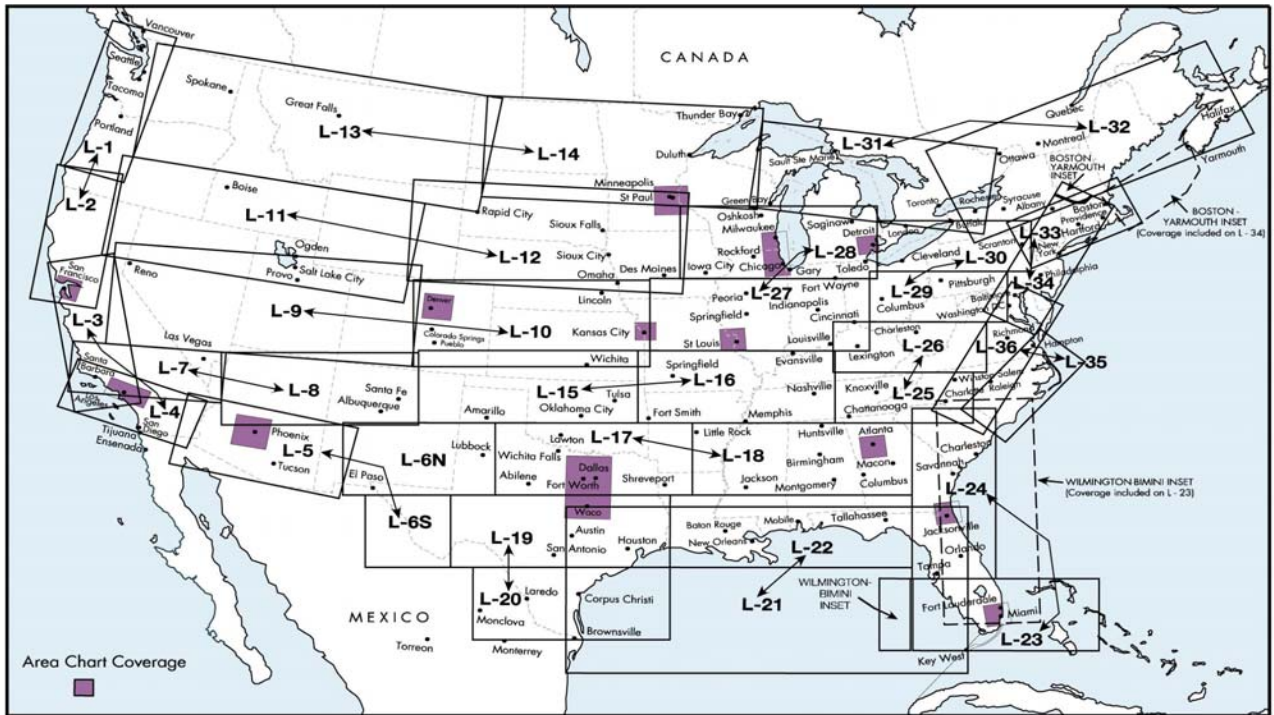 Vancouver
Seattle
Tacoma
Portland
L-1
L-2
Spokane
Great Falls
L-13
L-14
CANADA
Thunder Bay
Duluth
Sault Ste Marie
L-31
L-32
Quebec
Montreal
Ottawa
Halifax
Yarmouth
BOSTON-
YARMOUTH
INSET
BOSTON -
YARMOUTH INSET
(Coverage included on L - 34)
Boise
L-11
L-12
Rapid City
Minneapolis
St Paul
Sioux Falls
Sioux City
Omaha
Des Moines
Green Bay
Oshkosh
Milwaukee
Rockford
Chicago
Iowa City
Gary
Saginaw
Detroit
London
Toledo
Toronto
Rochester
Buffalo
Syracuse
Albany
Boston
Providence
Hartford
Scranton
L-33
New
York
Philadelphia
L-34
L-28
L-27
L-30
L-29
Cleveland
Pittsburgh
Columbus
Fort Wayne
Indianapolis
Cincinnati
Peoria
Springfield
Washington DC
San
Francisco
Reno
Ogden
Salt Lake City
Provo
L-9
L-10
Denver
Colorado Springs
Pueblo
Lincoln
Kansas City
St Louis
Louisville
Evansville
Lexington
Charleston
L-26
L-25
Richmond
Hampton
L-36
L-35
Winston Salem
Raleigh
Charlotte
L-3
Las Vegas
Santa
Barbara
Los
Angeles
L-7
L-8
L-4
San
Diego
Tijuana
Ensenada
Santa Fe
Albuquerque
Wichita
L-15
L-16
Tulsa
Oklahoma City
Amarillo
Springfield
Fort Smith
Nashville
Memphis
Knoxville
Chattanooga
Phoenix
L-5
Tucson
El Paso
Lubbock
L-6N
L-6S
Lawton
Wichita Falls
Abilene
L-17
L-18
Dallas
Fort Worth
Waco
Shreveport
Little Rock
Huntsville
Birmingham
Jackson
Montgomery
Atlanta
Macon
Columbus
Charleston
Savannah
L-24
WILMINGTON-BIMINI INSET
(Coverage included on L - 23)
L-19
Austin
San Antonio
Houston
L-20
Laredo
Corpus Christi
Monclova
Brownsville
Monterrey
Torreon
MEXICO
Baton Rouge
New Orleans
Mobile
Tallahassee
L-22
L-21
WILMINGTON-
BIMINI
INSET
Jacksonville
Orlando
Tampa
Fort Lauderdale
Miami
L-23
Key West
Area Chart Coverage